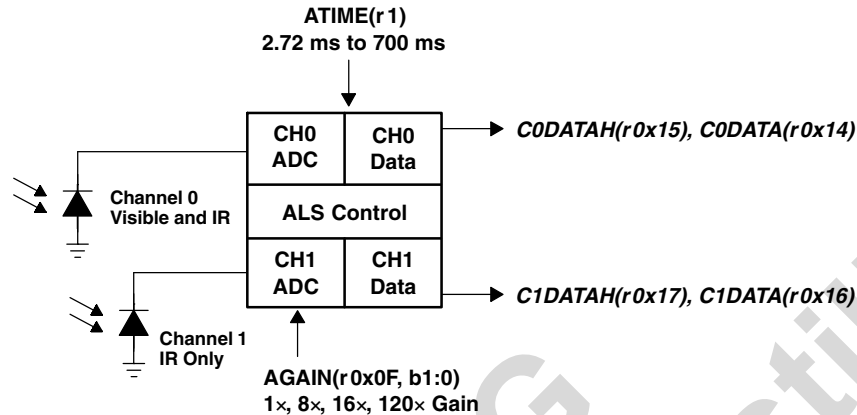 ATIME(r1)
2.72 ms to 700 ms
CH0
ADC
CH0
Data
C0DATAH(r0x15), C0DATA(r0x14)
Channel 0
Visible and IR
ALS Control
CH1
ADC
CH1
Data
C1DATAH(r0x17), C1DATA(r0x16)
Channel 1
IR Only
AGAIN(r0x0F, b1:0)
1×, 8×, 16×, 120× Gain